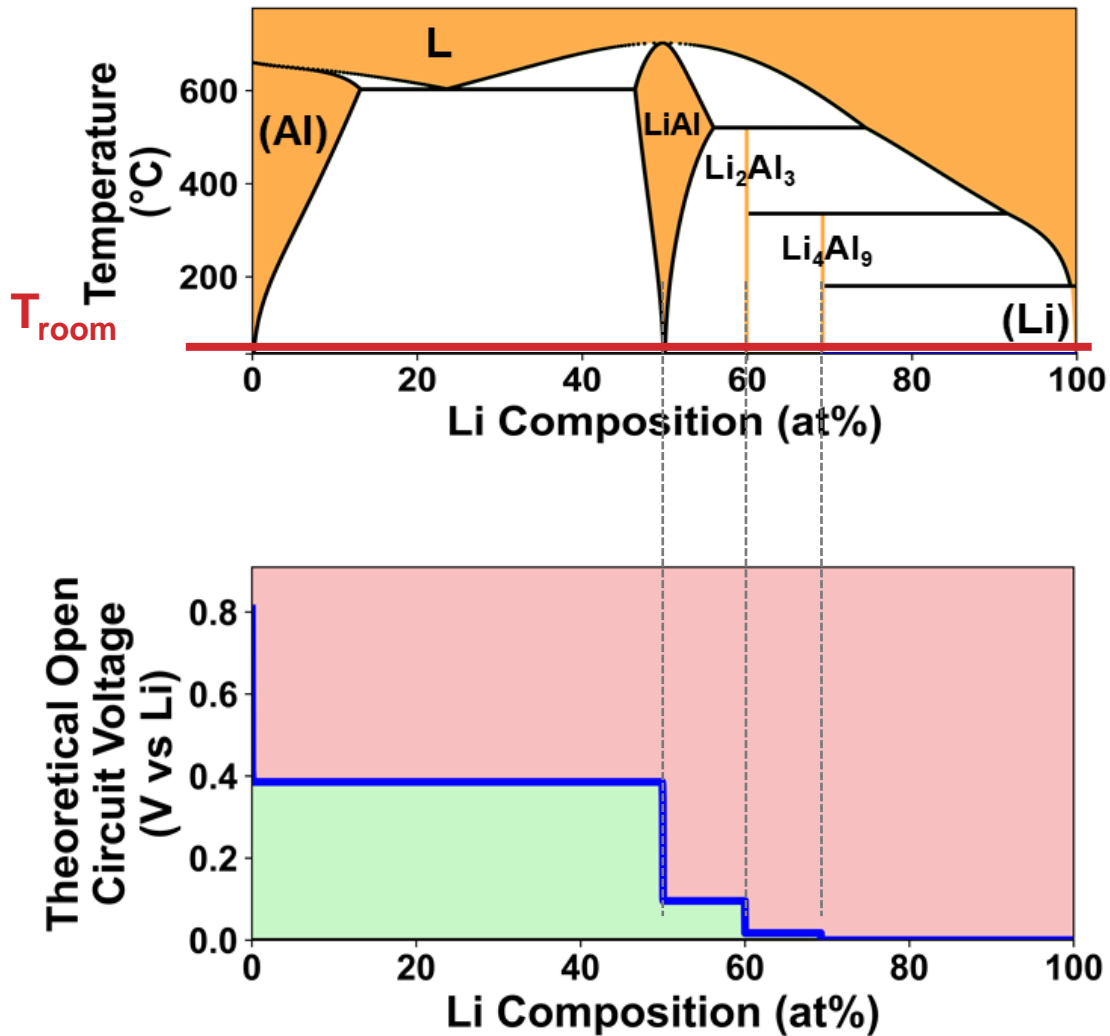 L
600
(Al)
LiAl
Li₂Al₃
400
Li₄Al₉
200
(Li)
Temperature
(°C)
T room
0 20 40 60 80 100
Li Composition (at%)
0.8
0.6
0.4
0.2
0.0
Theoretical Open
Circuit Voltage
(V vs Li)
0 20 40 60 80 100
Li Composition (at%)